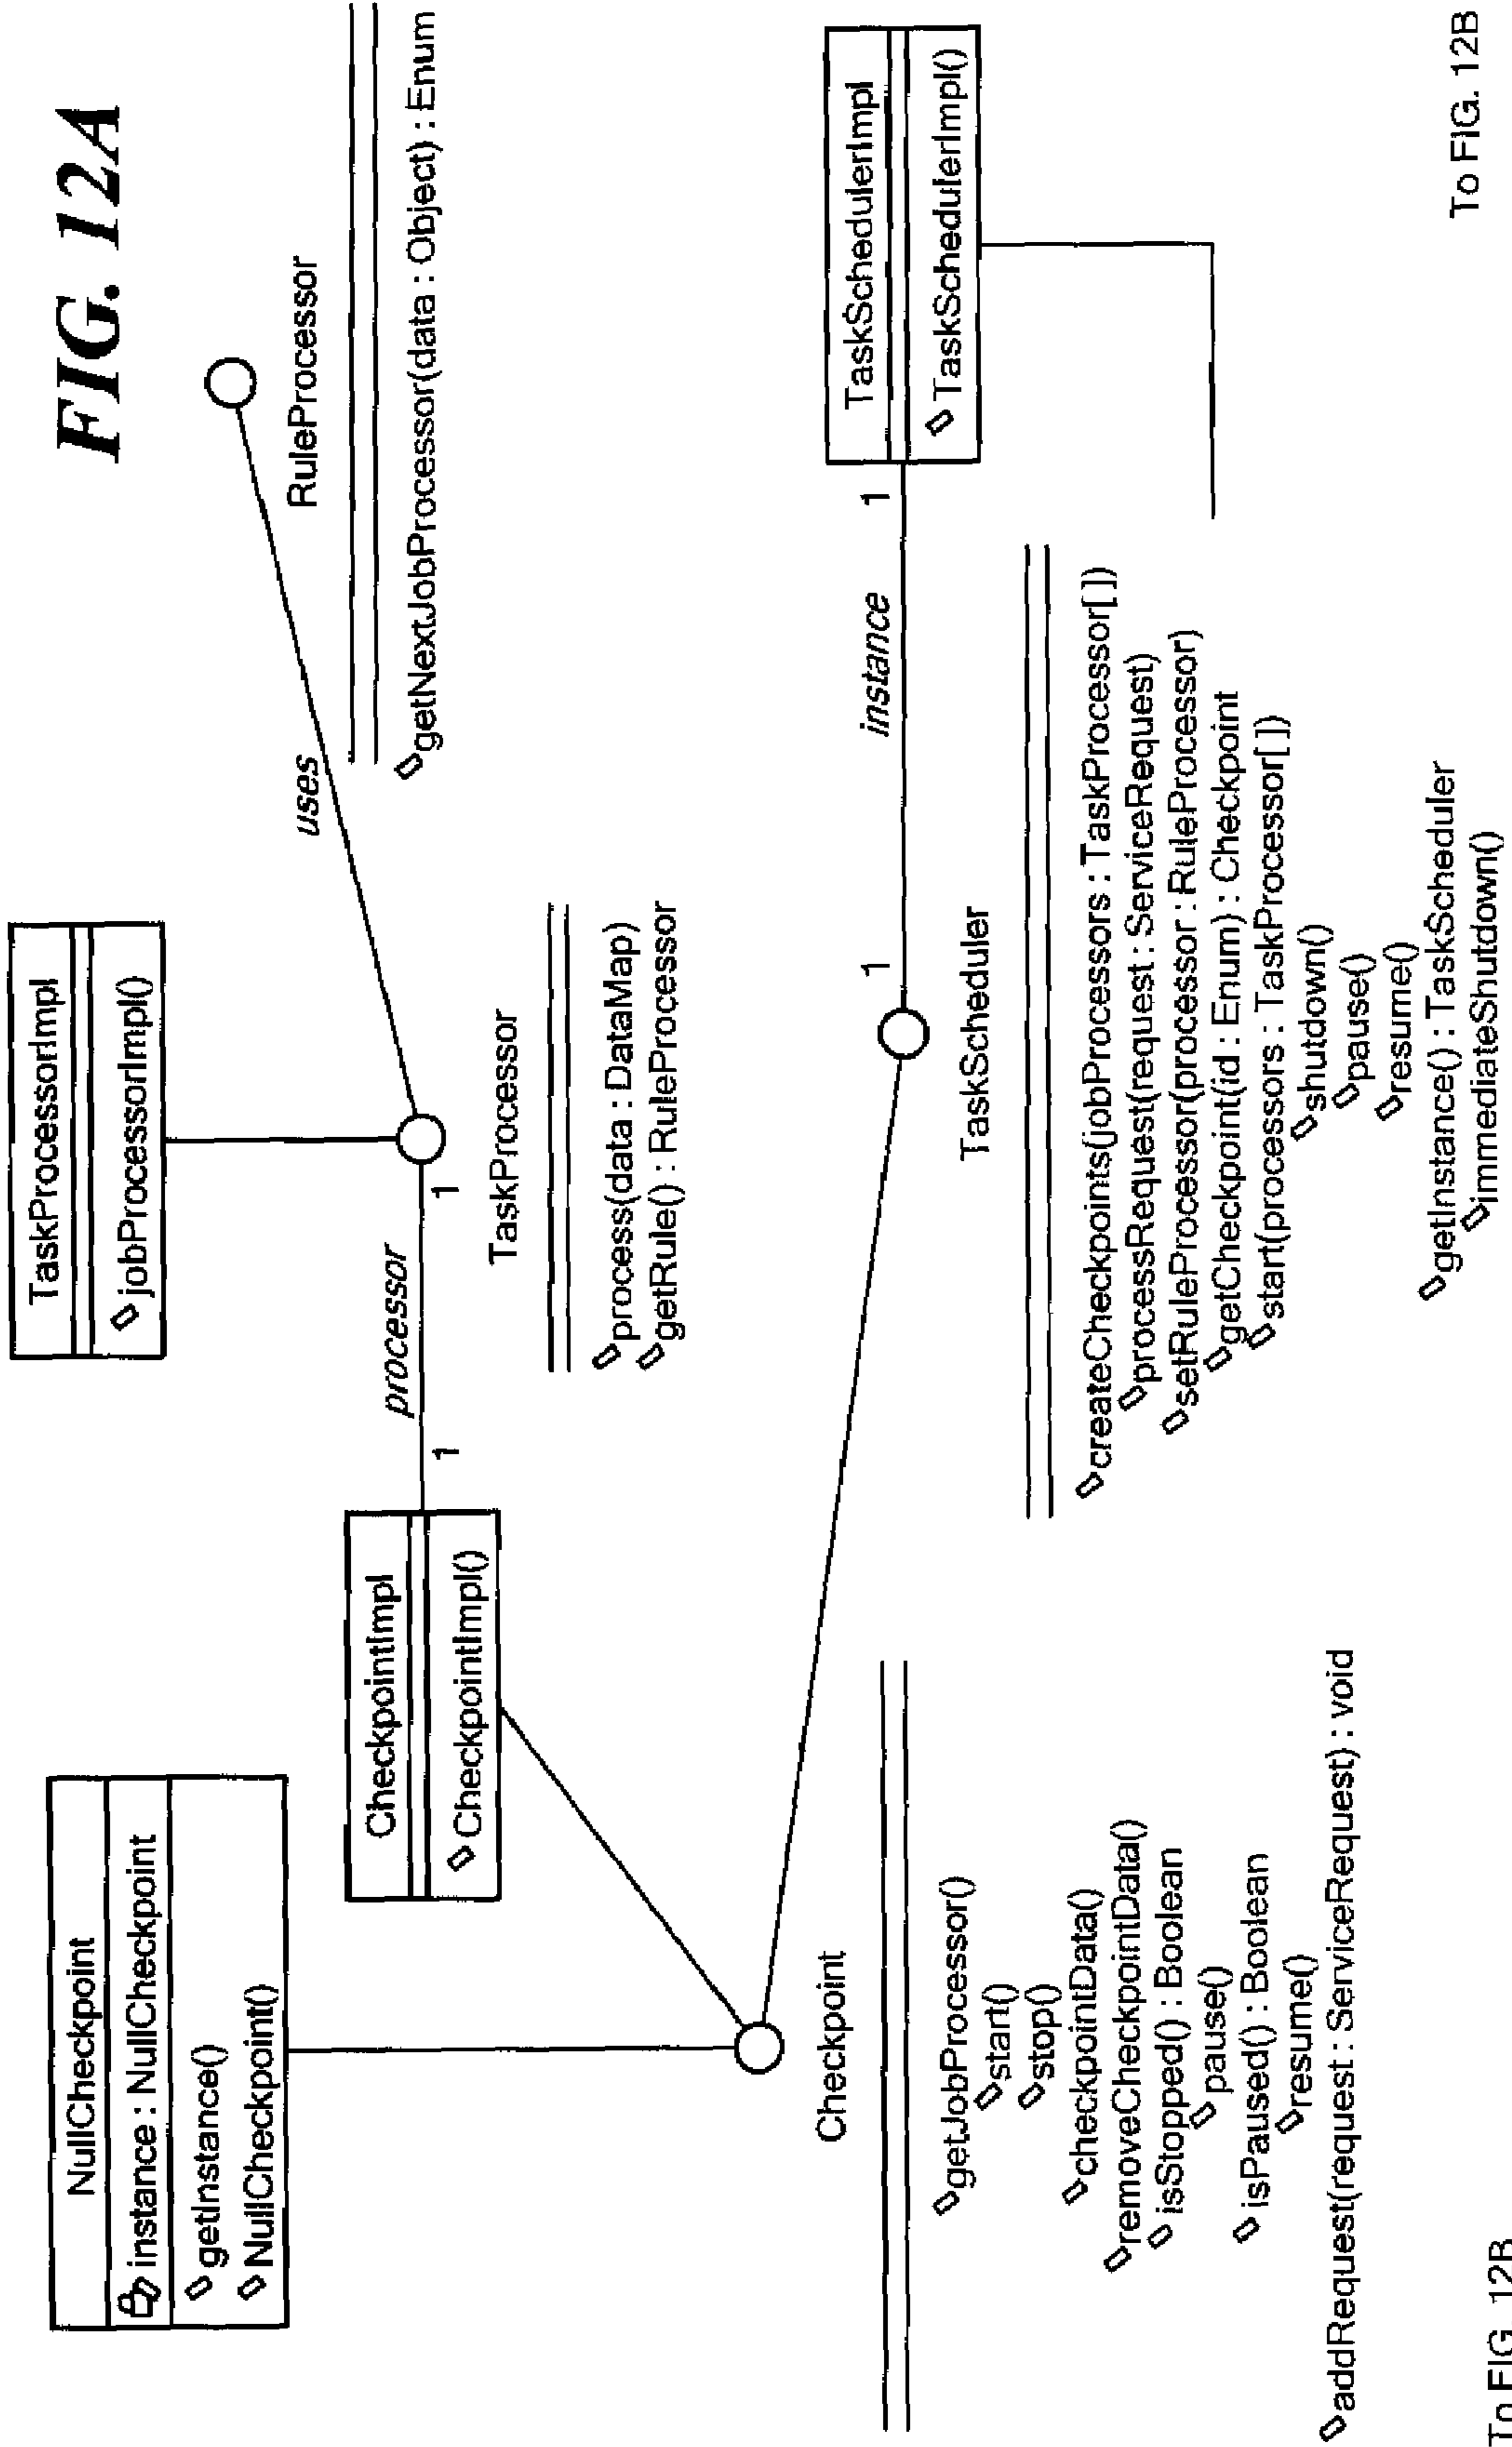 FIG. 12A
NullCheckpoint
instance : NullCheckpoint
getInstance()
NullCheckpoint()
TaskProcessorImpl
jobProcessorImpl()
CheckpointImpl
CheckpointImpl()
1
processor
1
uses
RuleProcessor
getNextJobProcessor(data : Object) : Enum
TaskProcessor
process(data : DataMap)
getRule() : RuleProcessor
Checkpoint
getJobProcessor()
start()
stop()
checkpointData()
removeCheckpointData()
isStopped() : Boolean
pause()
isPaused() : Boolean
resume()
addRequest(request : ServiceRequest) : void
1
instance
1
TaskSchedulerImpl
TaskSchedulerImpl()
TaskScheduler
createCheckpoints(jobProcessors : TaskProcessor[])
processRequest(request : ServiceRequest)
setRuleProcessor(processor : RuleProcessor)
getCheckpoint(id : Enum) : Checkpoint
start(processors : TaskProcessor[])
shutdown()
pause()
resume()
getInstance() : TaskScheduler
immediateShutdown()
To FIG. 12B
To FIG. 12B